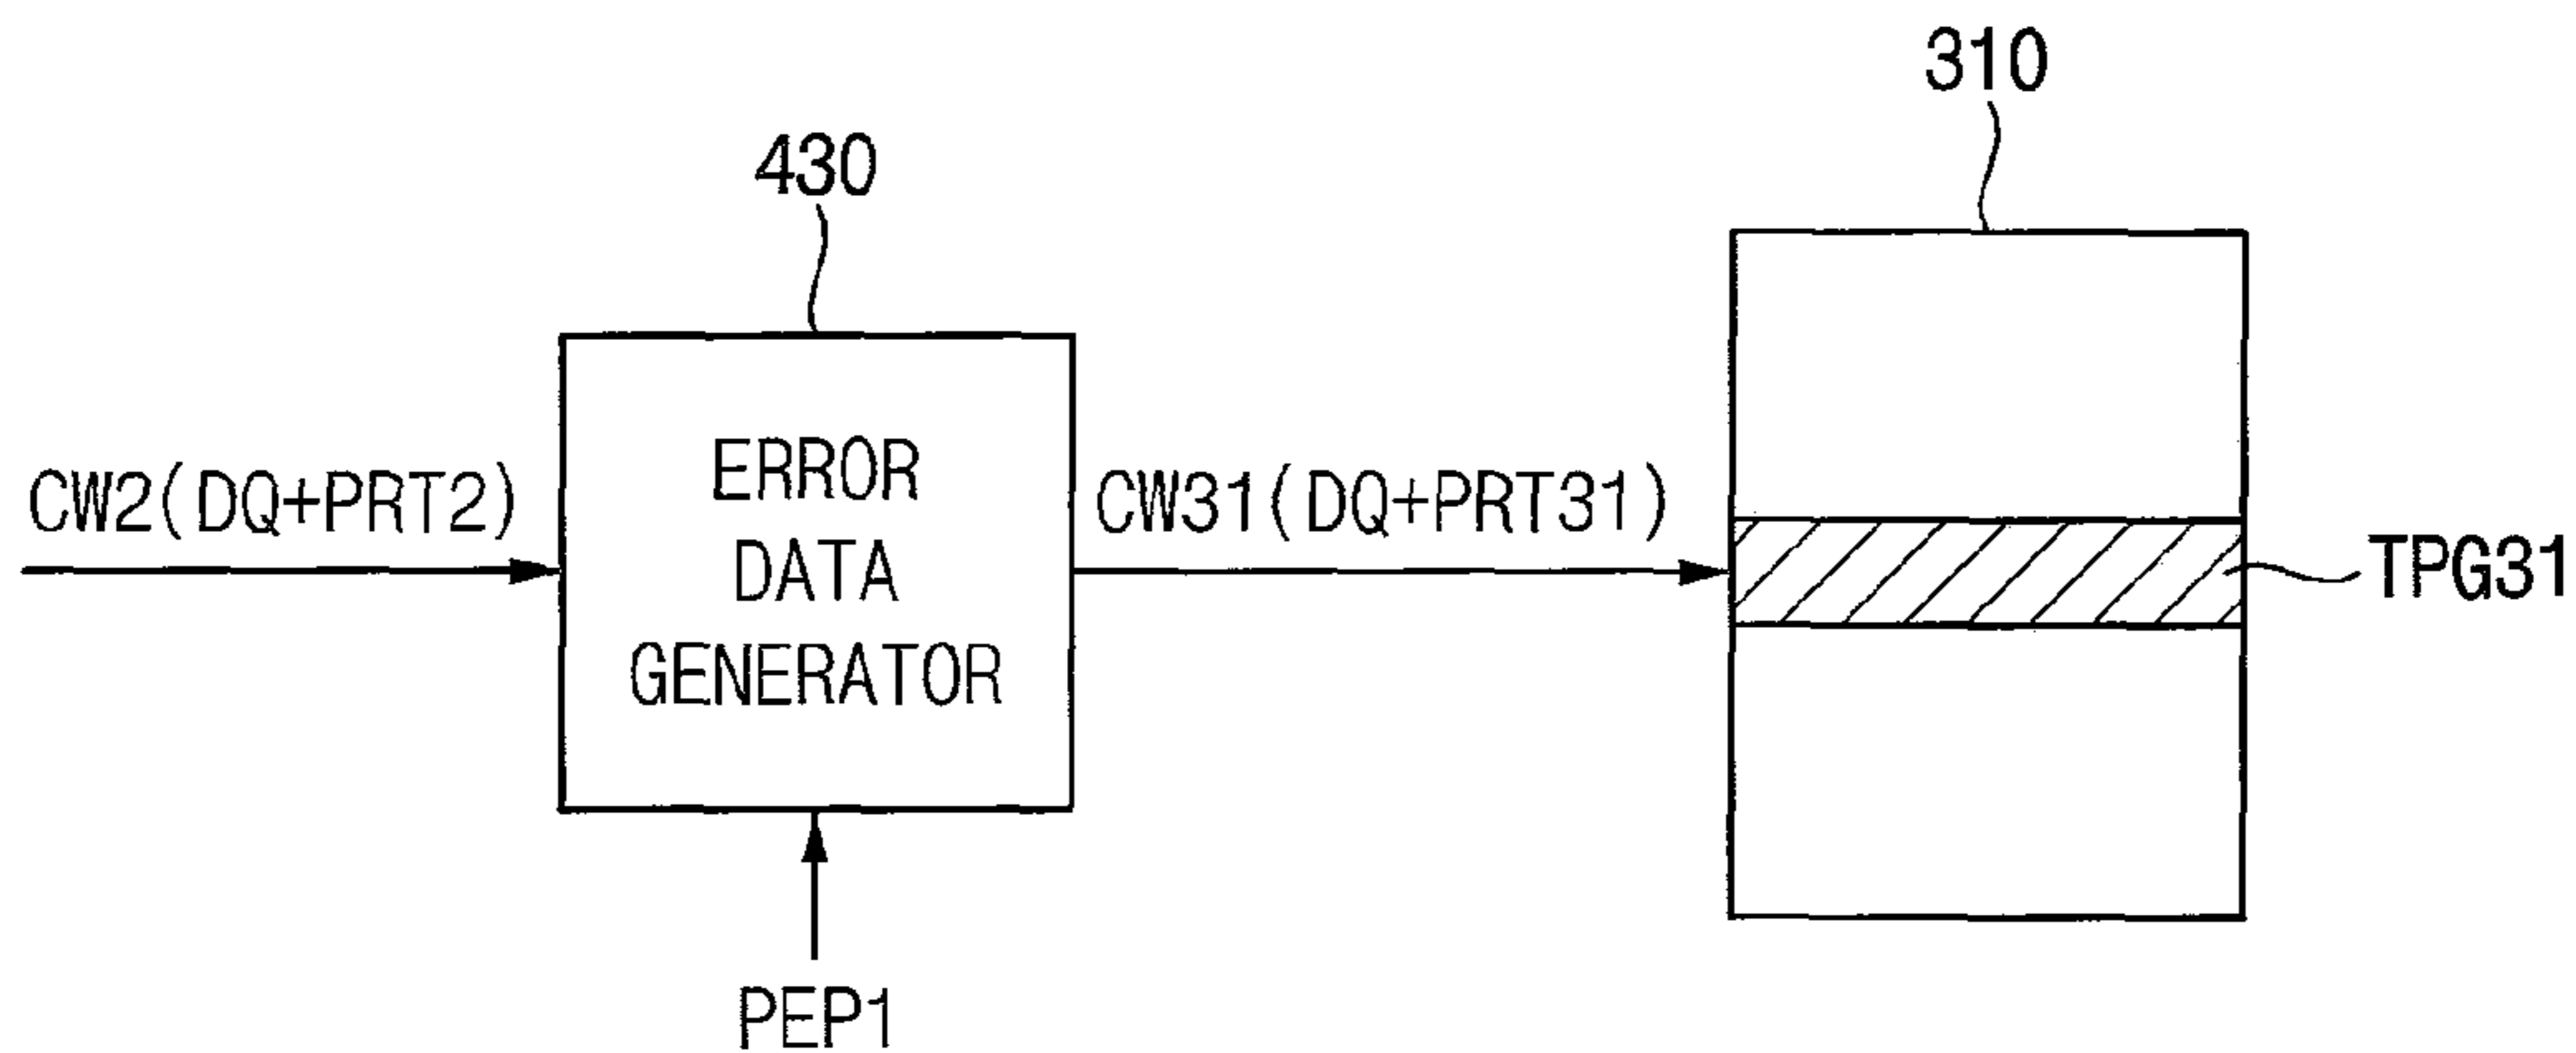 310
430
CW2(DQ+PRT2)
ERROR
DATA
GENERATOR
CW31(DQ+PRT31)
TPG31
PEP1